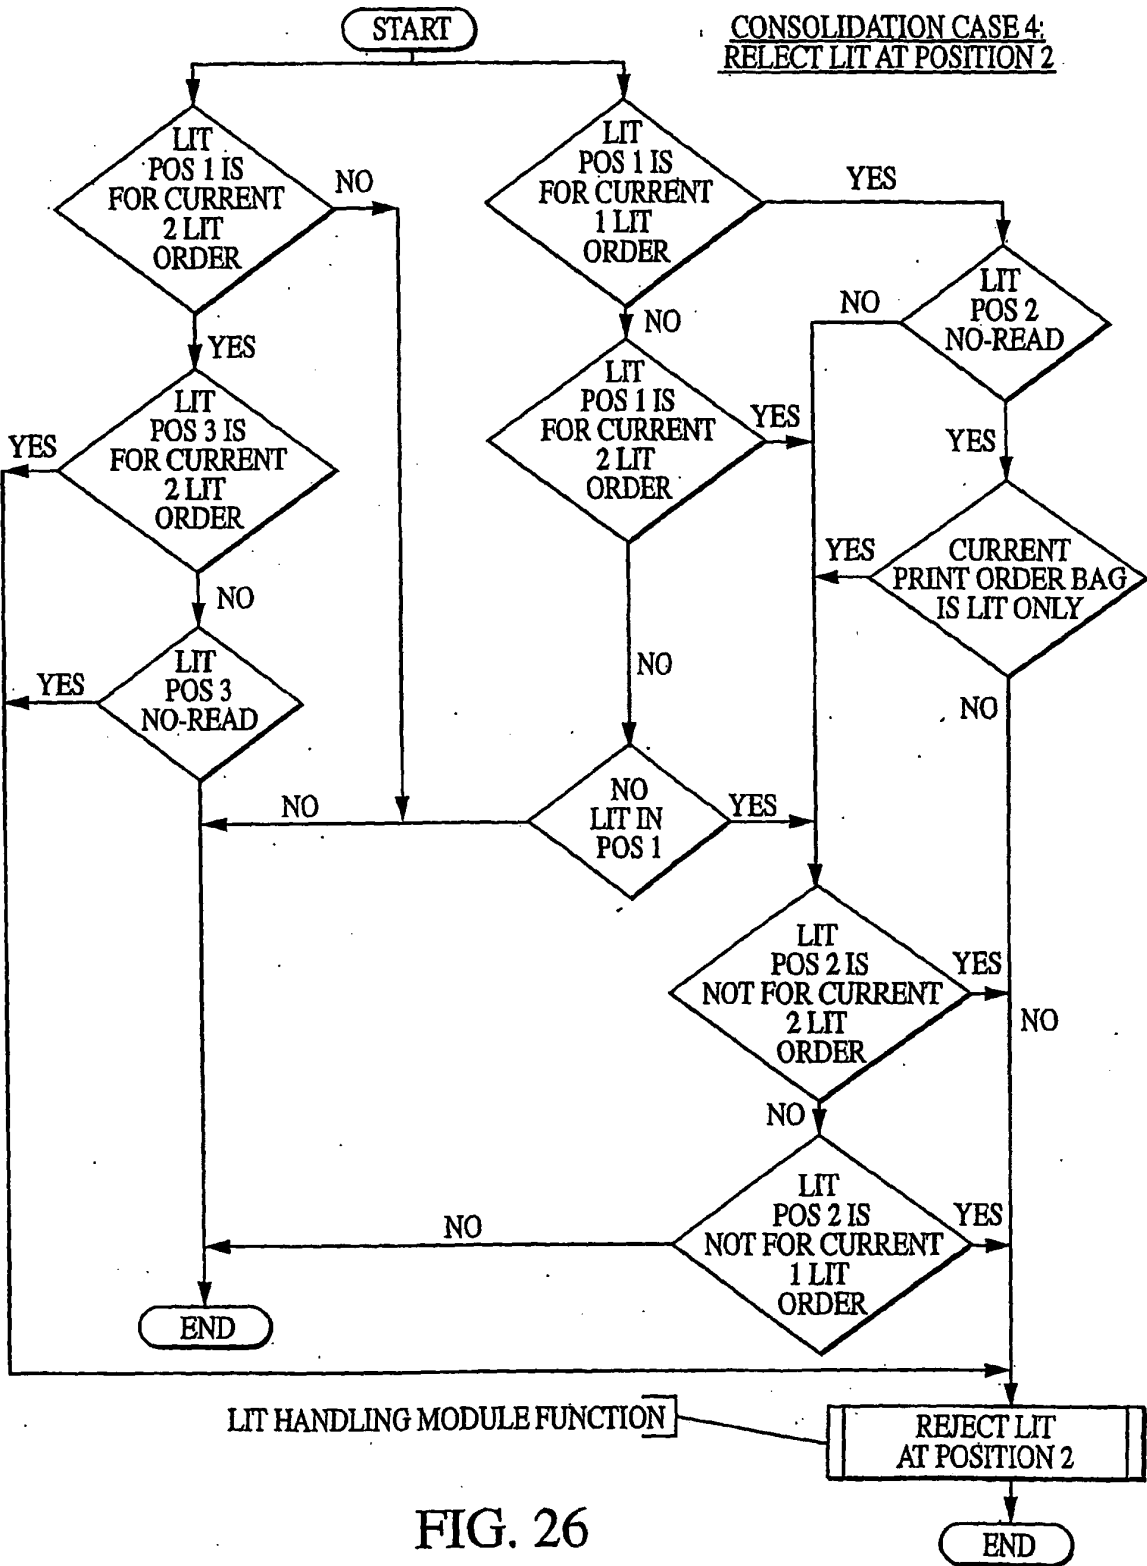 START
CONSOLIDATION CASE 4:
RELECT LIT AT POSITION 2
LIT
POS 1 IS
FOR CURRENT
2 LIT
ORDER
NO
YES
LIT
POS 1 IS
FOR CURRENT
1 LIT
ORDER
YES
NO
LIT
POS 2
NO-READ
NO
YES
LIT
POS 3 IS
FOR CURRENT
2 LIT
ORDER
YES
NO
LIT
POS 1 IS
FOR CURRENT
2 LIT
ORDER
YES
NO
CURRENT
PRINT ORDER BAG
IS LIT ONLY
YES
NO
LIT
POS 3
NO-READ
YES
NO
NO
LIT IN
POS 1
YES
LIT
POS 2 IS
NOT FOR CURRENT
2 LIT
ORDER
YES
NO
NO
LIT
POS 2 IS
NOT FOR CURRENT
1 LIT
ORDER
YES
NO
END
LIT HANDLING MODULE FUNCTION
REJECT LIT
AT POSITION 2
END
FIG. 26